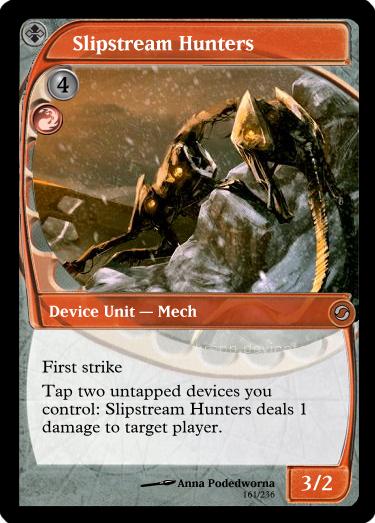 Slipstream Hunters
4
Device Unit — Mech
First strike
Tap two untapped devices you
control: Slipstream Hunters deals 1
damage to target player.
Anna Podedworna
161/236
3/2